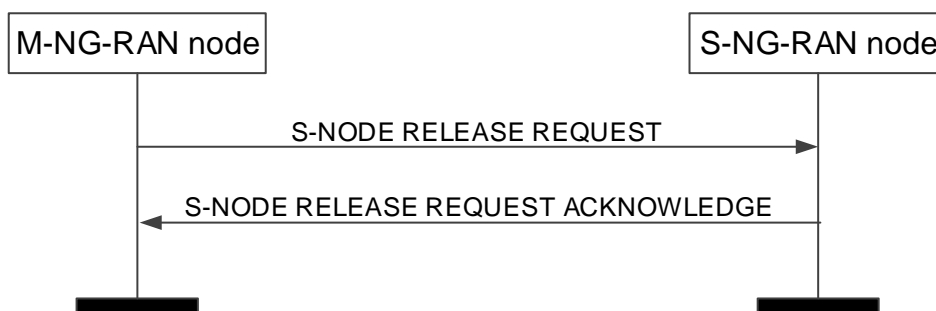 M-NG-RAN node
S-NG-RAN node
S-NODE RELEASE REQUEST
S-NODE RELEASE REQUEST ACKNOWLEDGE